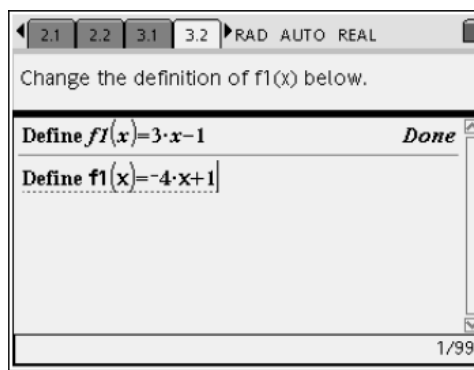 2.1 2.2 3.1 3.2 RAD AUTO REAL
Change the definition of f1(x) below.
Define f1(x)=3·x−1 Done
Define f1(x)=⁻4·x+1
1/99